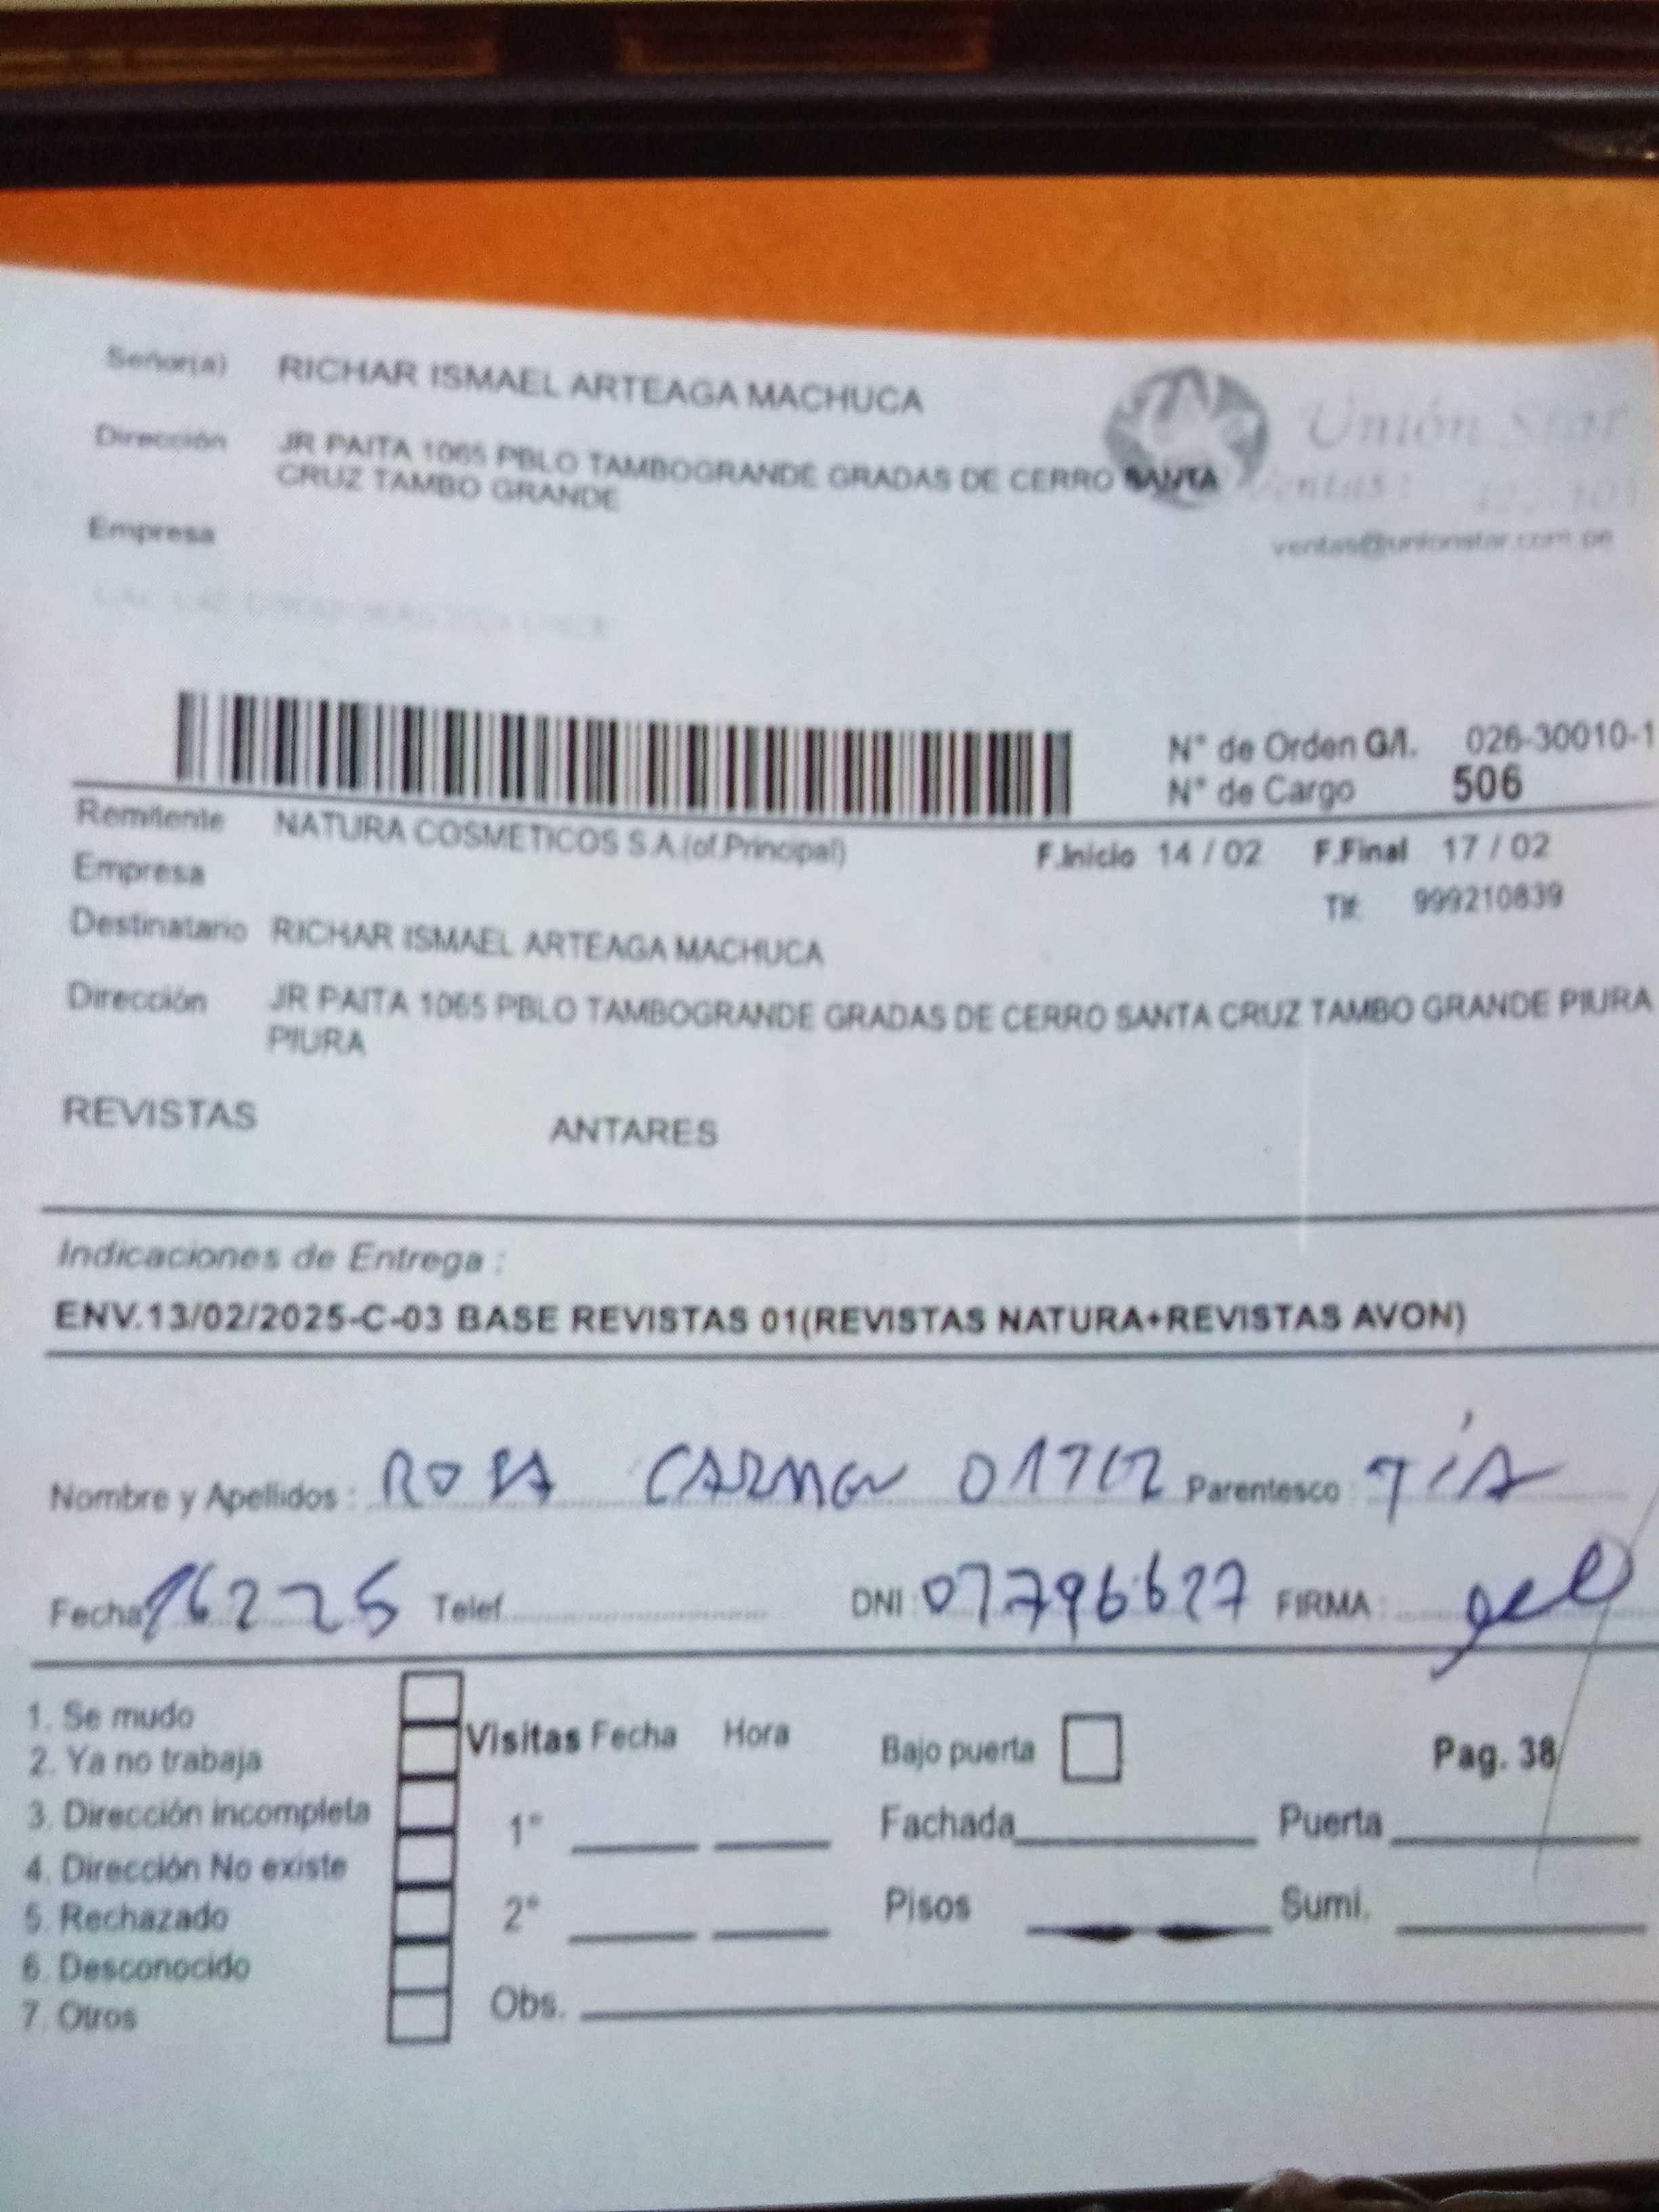 Señor(a) RICHAR ISMAEL ARTEAGA MACHUCA
Unión Star
Dirección JR PAITA 1065 PBLO TAMBOGRANDE GRADAS DE CERRO SANTA
CRUZ TAMBO GRANDE
Ventas:
Empresa
ventas@unionstar.com.pe
N° de Orden G/I. 026-30010-1
N° de Cargo 506
Remitente NATURA COSMETICOS S.A.(of.Principal)
F.Inicio 14 / 02 F.Final 17 / 02
Empresa
Tlf: 999210839
Destinatario RICHAR ISMAEL ARTEAGA MACHUCA
Dirección JR PAITA 1065 PBLO TAMBOGRANDE GRADAS DE CERRO SANTA CRUZ TAMBO GRANDE PIURA
PIURA
REVISTAS ANTARES
Indicaciones de Entrega :
ENV.13/02/2025-C-03 BASE REVISTAS 01(REVISTAS NATURA+REVISTAS AVON)
Nombre y Apellidos : ROSA CARMEN Parentesco : TÍA
Fecha 16 2 25 Telef. DNI : 07796627 FIRMA :
1. Se mudo
2. Ya no trabaja
3. Dirección incompleta
4. Dirección No existe
5. Rechazado
6. Desconocido
7. Otros
Visitas Fecha Hora
1°
2°
Obs.
Bajo puerta Pag. 38
Fachada Puerta
Pisos Sumi.